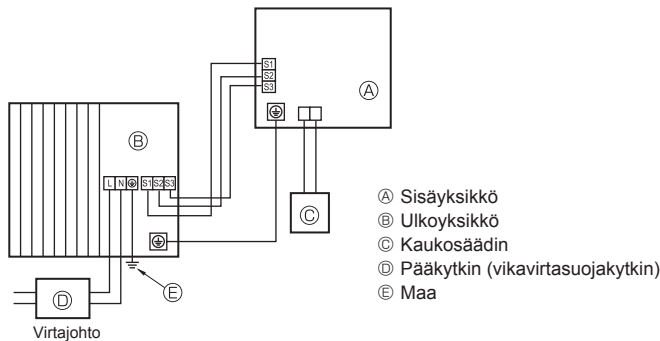 S1
S2
S3
Ⓐ
Ⓑ
L N S1 S2 S3
Ⓒ
Ⓓ
Ⓔ
Virtajohto
Ⓐ Sisäyksikkö
Ⓑ Ulkoyksikkö
Ⓒ Kaukosäädin
Ⓓ Pääkytkin (vikavirtasuojakytkin)
Ⓔ Maa